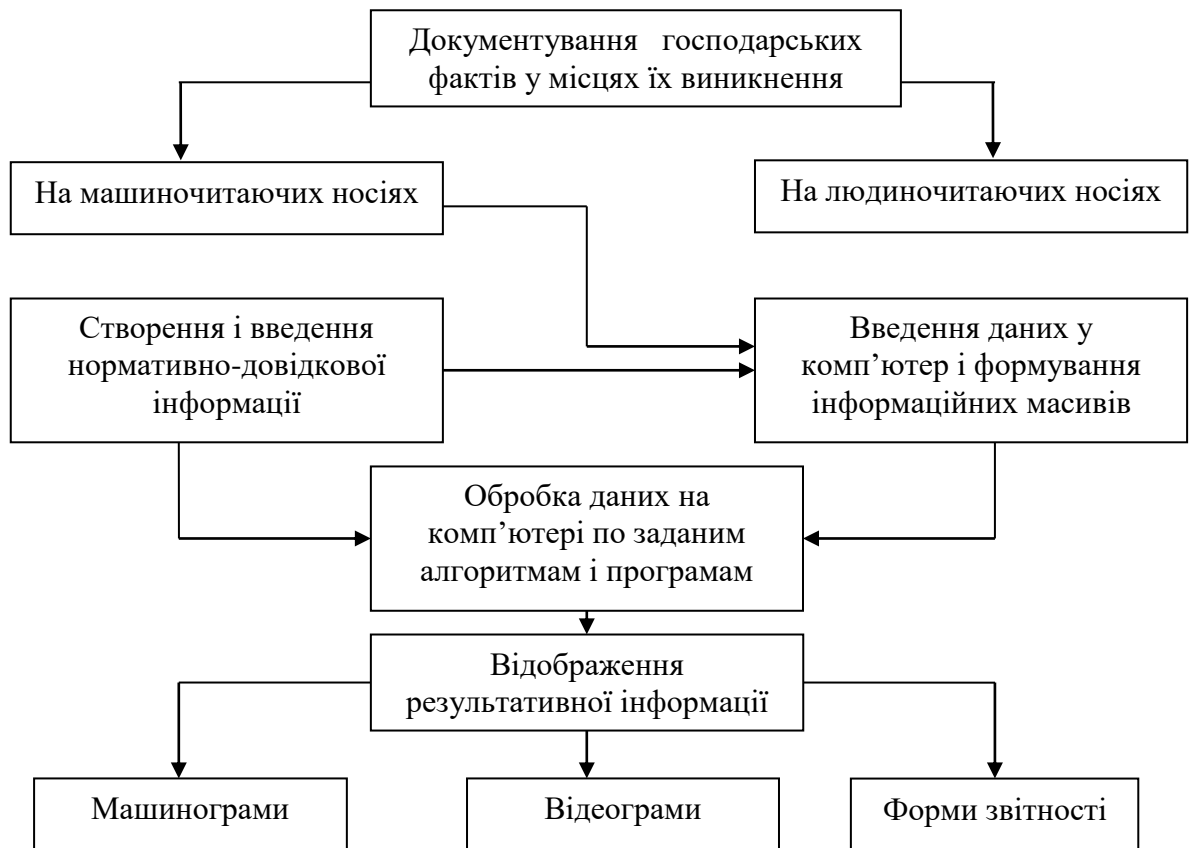 Документування господарських
фактів у місцях їх виникнення
На машиночитаючих носіях
На людиночитаючих носіях
Створення і введення
нормативно-довідкової
інформації
Введення даних у
комп’ютер і формування
інформаційних масивів
Обробка даних на
комп’ютері по заданим
алгоритмам і програмам
Відображення
результативної інформації
Машинограми
Відеограми
Форми звітності